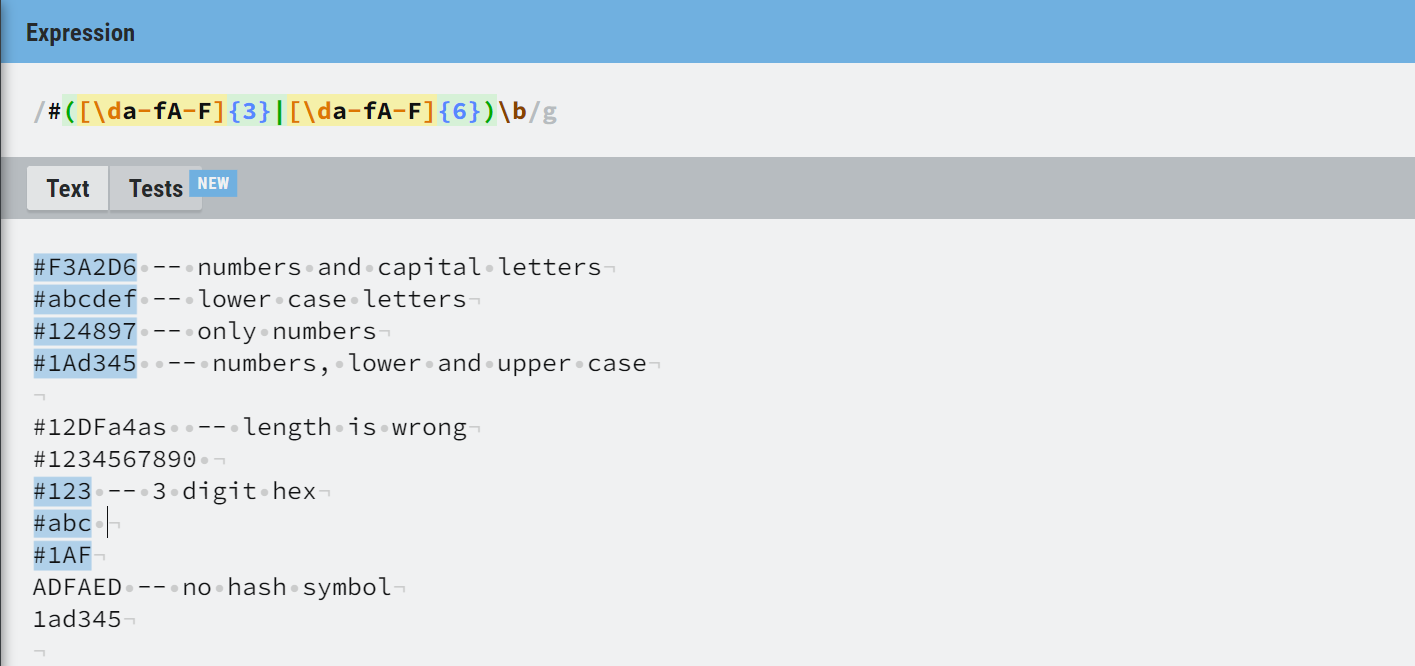 Expression
/#([\da-fA-F]{3}|[\da-fA-F]{6})\b/g
Text Tests NEW
#F3A2D6 -- numbers and capital letters
#abcdef -- lower case letters
#124897 -- only numbers
#1Ad345  -- numbers, lower and upper case
#12DFa4as  -- length is wrong
#1234567890
#123 -- 3 digit hex
#abc
#1AF
ADFAED -- no hash symbol
1ad345